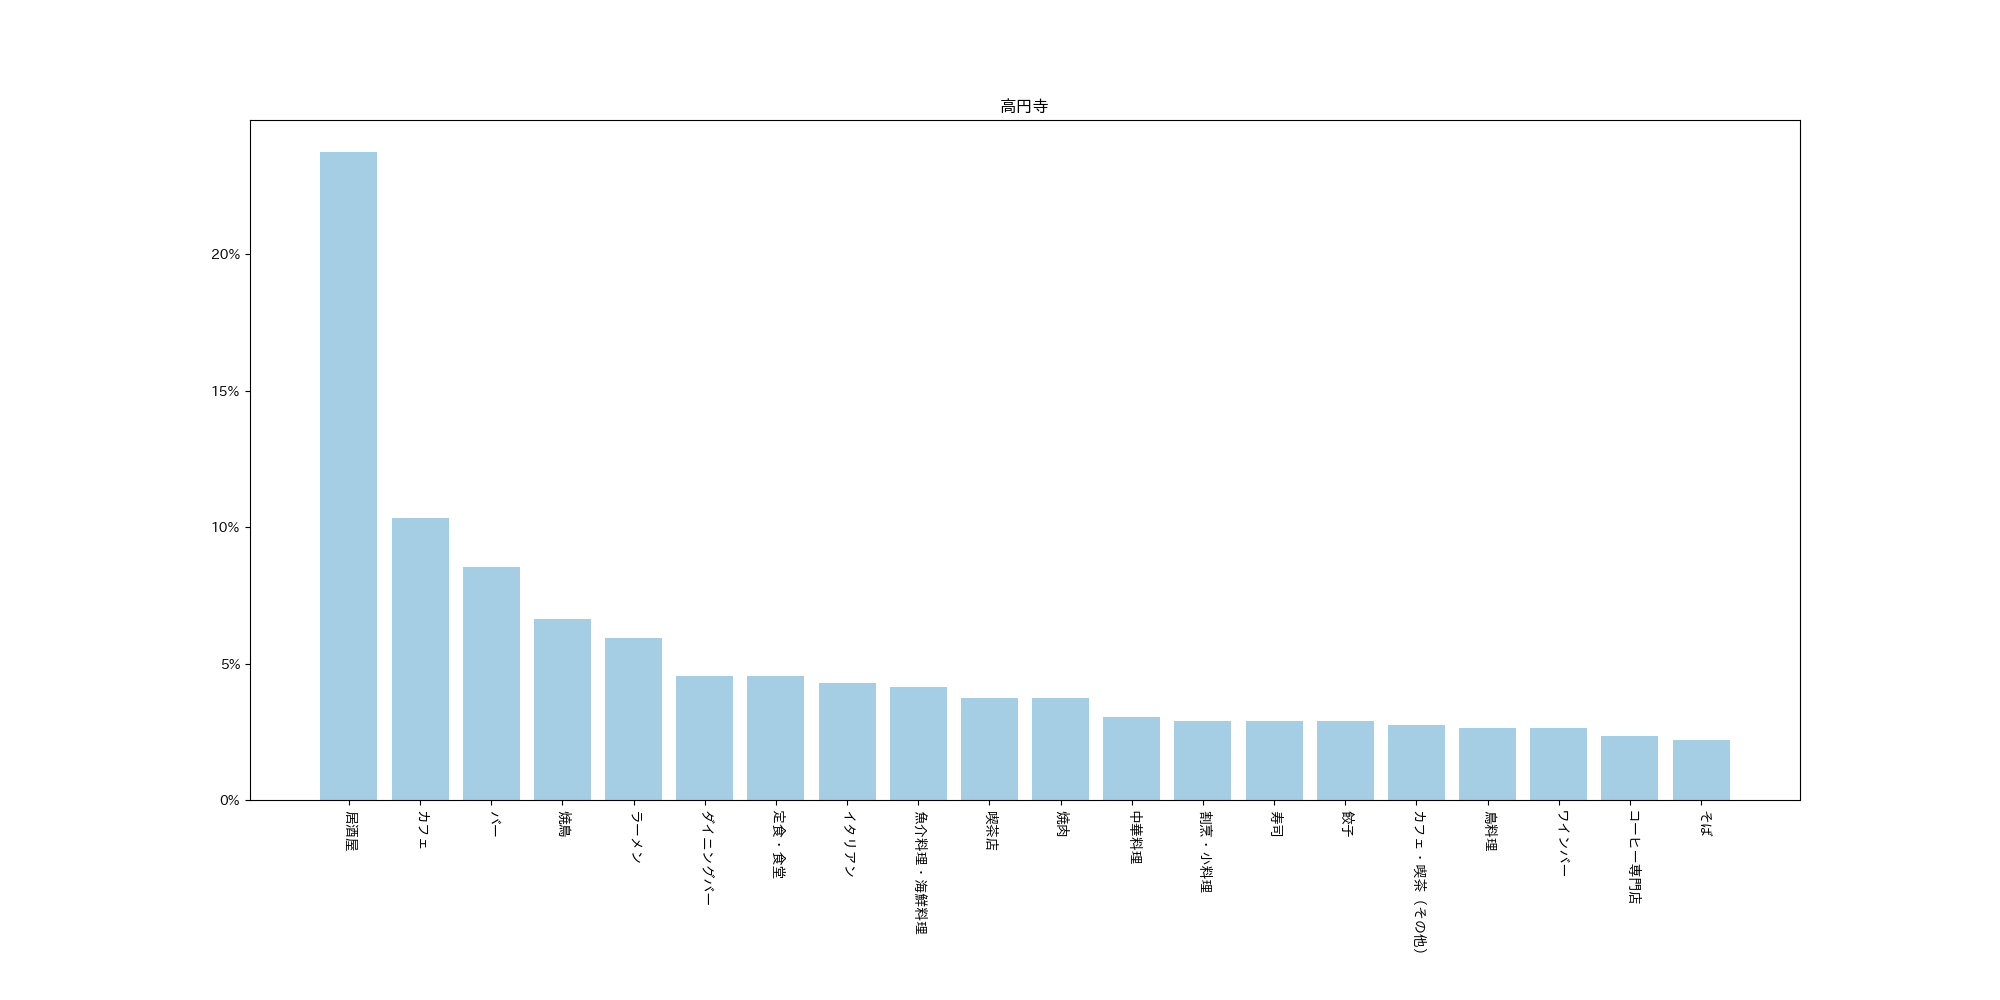 高円寺
20%
15%
10%
5%
0%
居酒屋
カフェ
バー
焼鳥
ラーメン
ダイニングバー
定食・食堂
イタリアン
魚介料理・海鮮料理
喫茶店
焼肉
中華料理
割烹・小料理
寿司
餃子
カフェ・喫茶（その他）
鳥料理
ワインバー
コーヒー専門店
そば